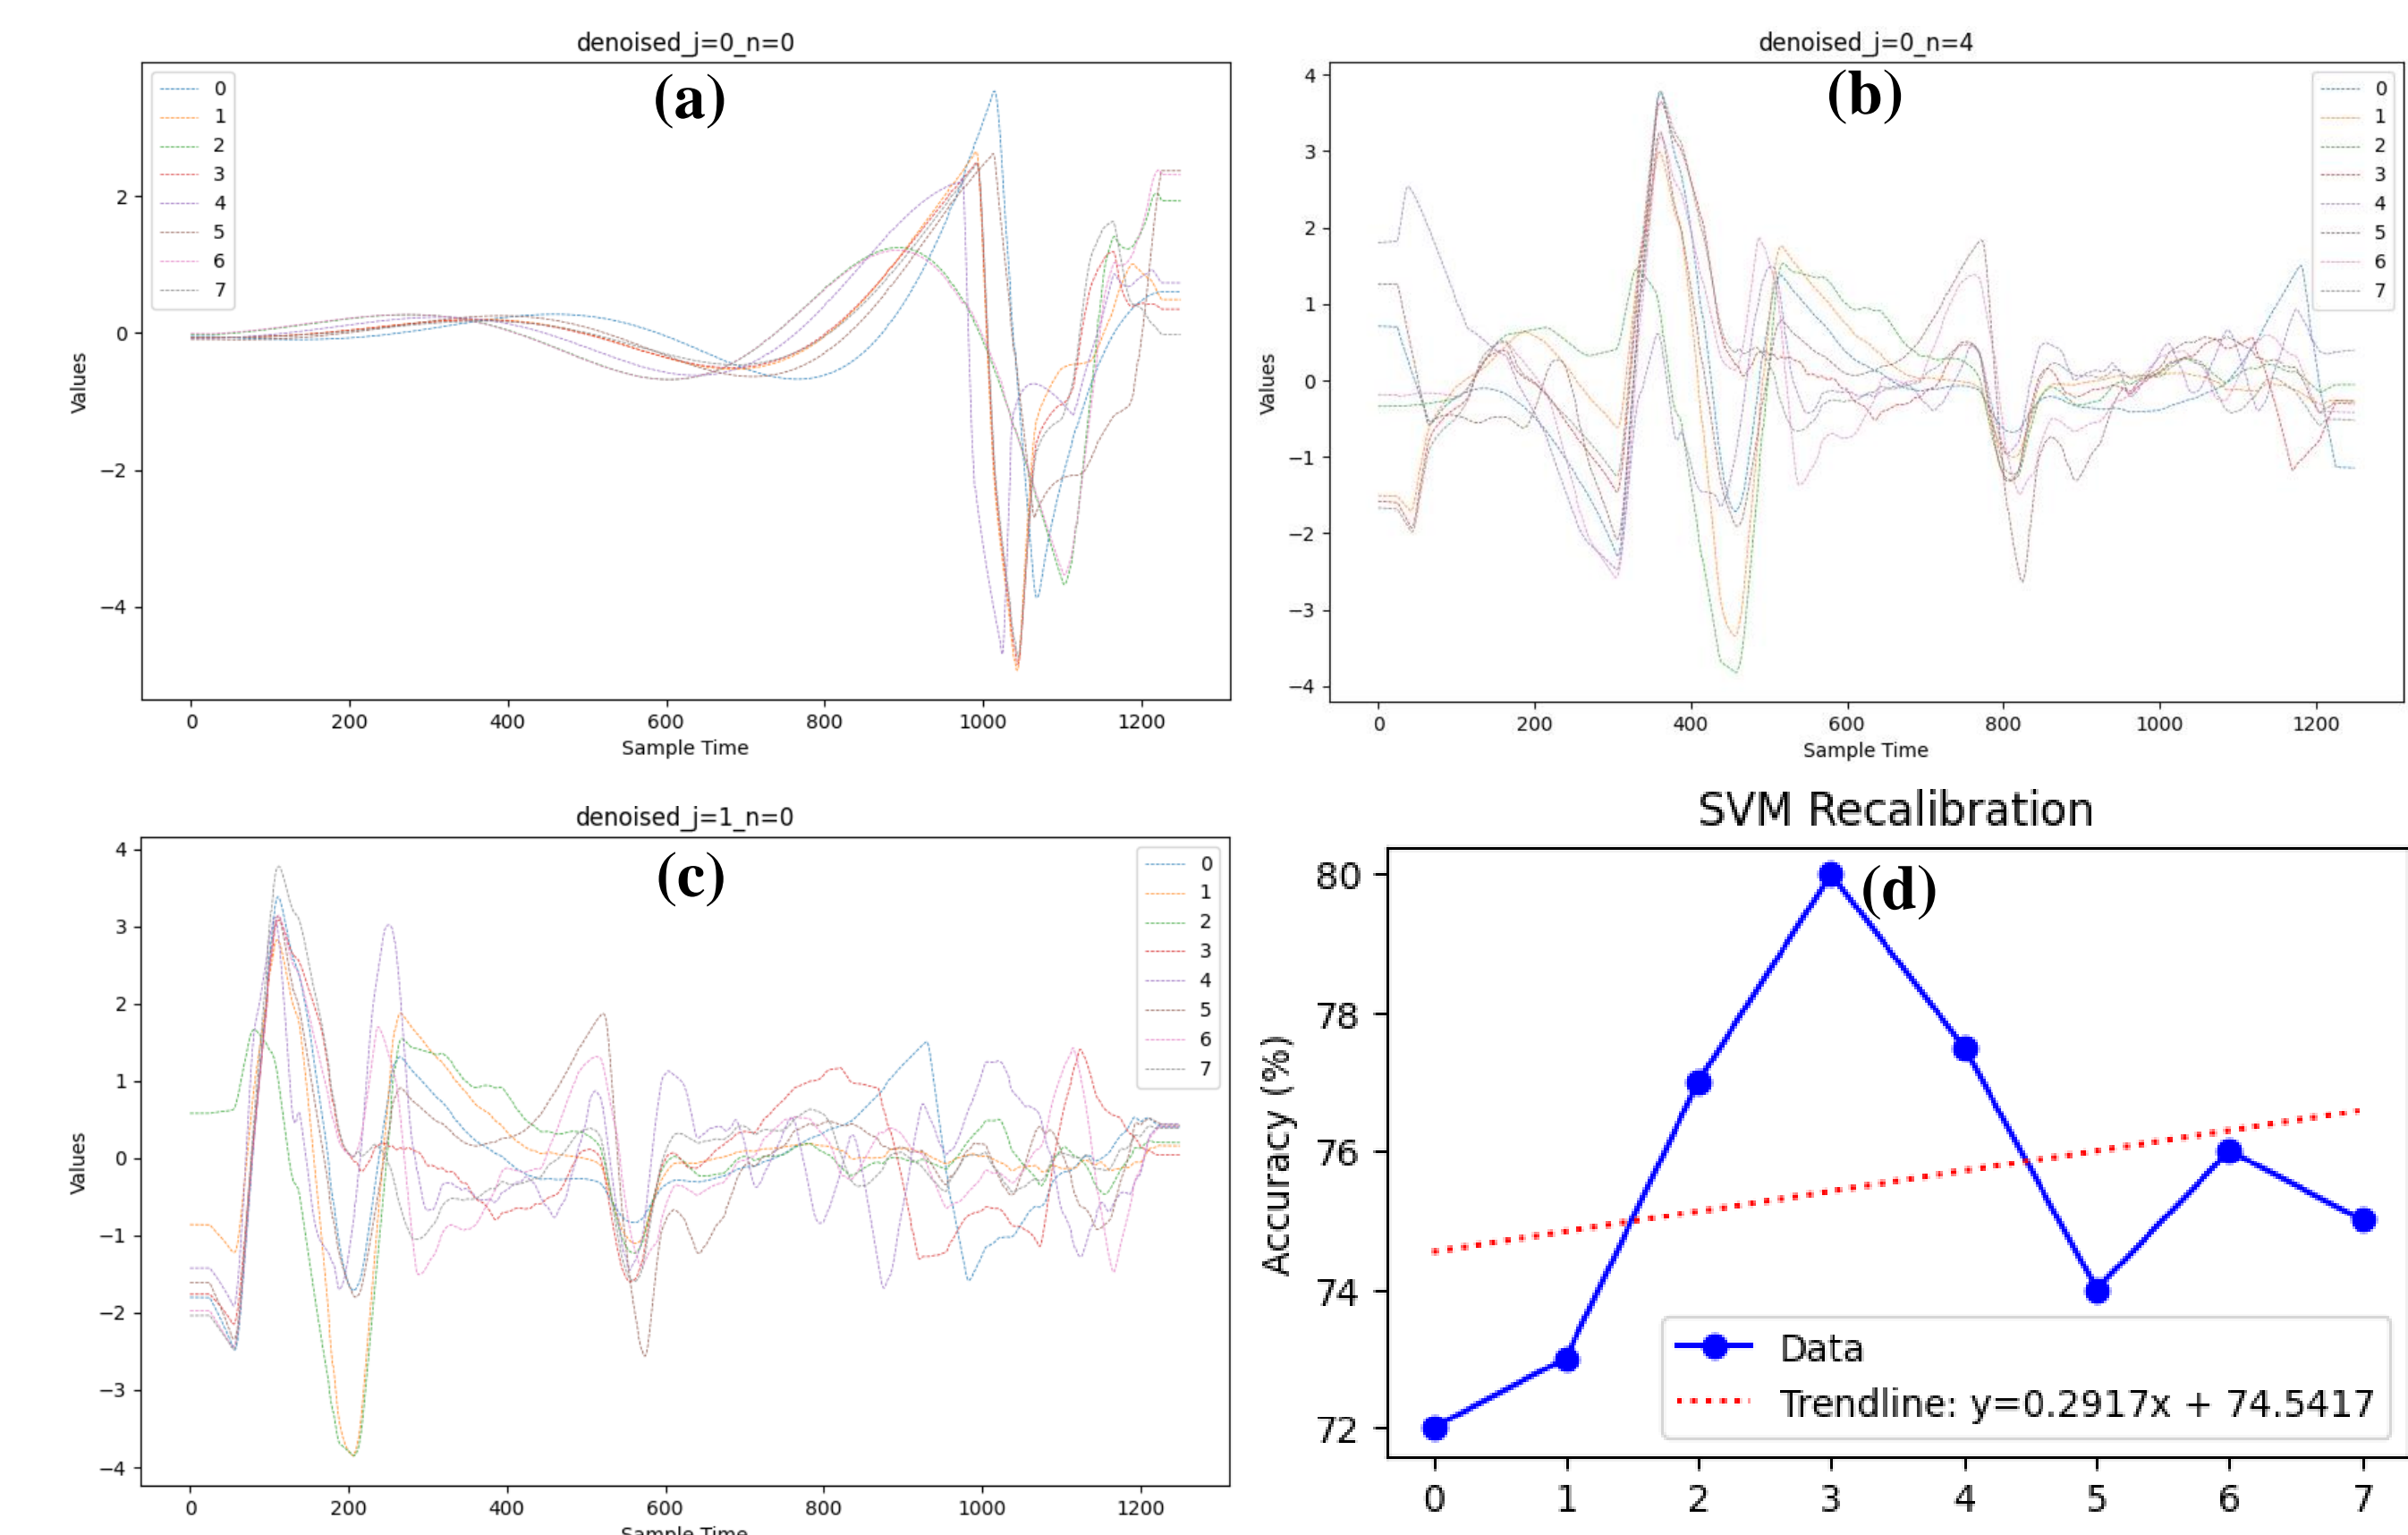 denoised_j=0_n=0
(a)
0
1
2
3
4
5
6
7
2
0
−2
−4
Values
0 200 400 600 800 1000 1200
Sample Time
denoised_j=0_n=4
(b)
0
1
2
3
4
5
6
7
4
3
2
1
0
−1
−2
−3
−4
Values
0 200 400 600 800 1000 1200
Sample Time
denoised_j=1_n=0
(c)
0
1
2
3
4
5
6
7
4
3
2
1
0
−1
−2
−3
−4
Values
0 200 400 600 800 1000 1200
Sample Time
SVM Recalibration
(d)
80
78
76
74
72
Accuracy (%)
Data
Trendline: y=0.2917x + 74.5417
0 1 2 3 4 5 6 7